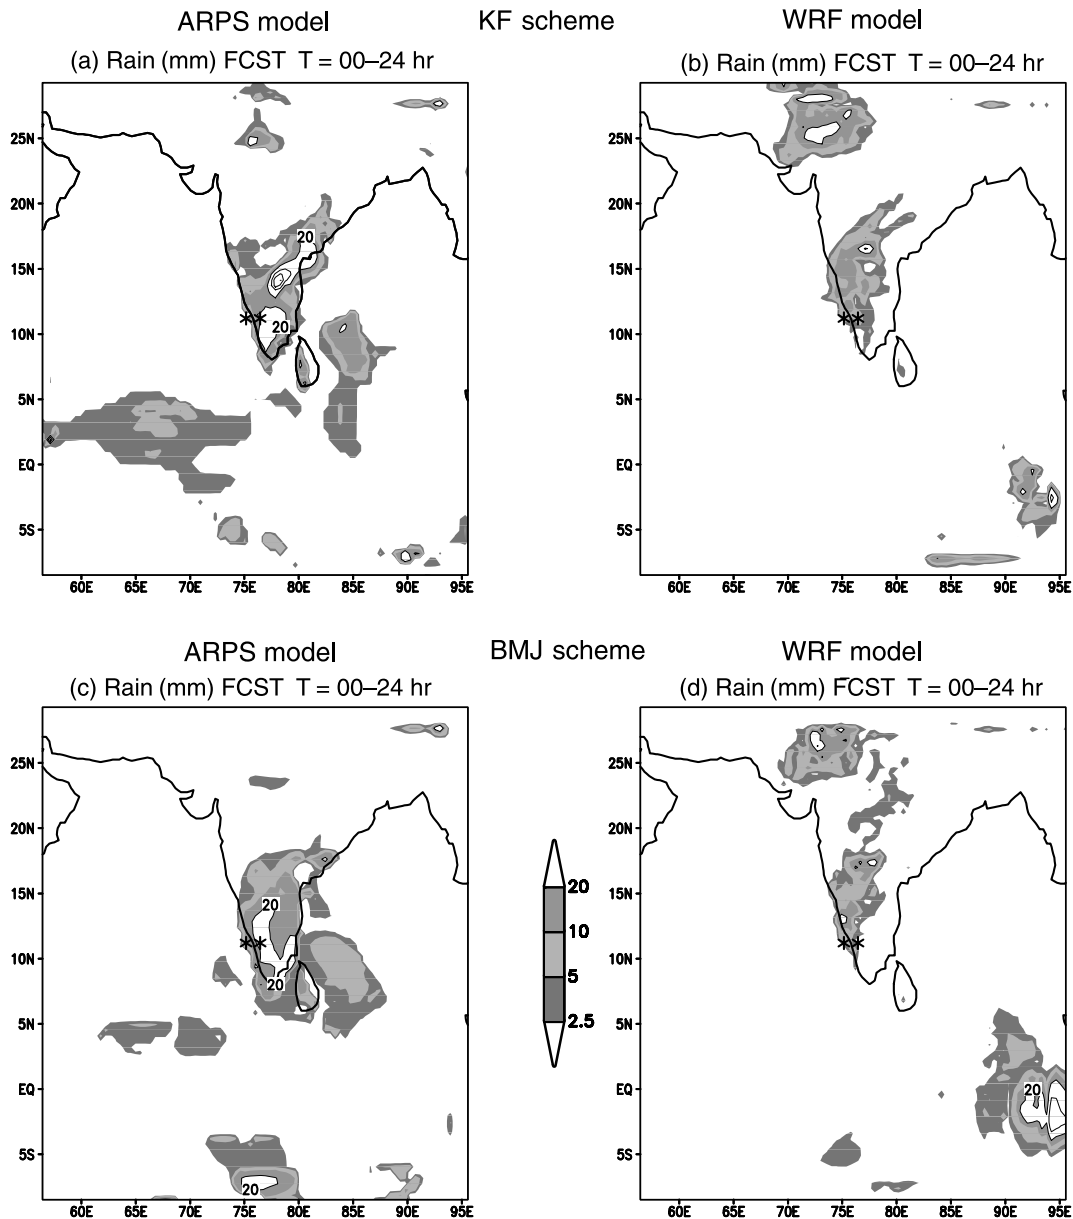 ARPS model KF scheme WRF model
(a) Rain (mm) FCST T = 00–24 hr (b) Rain (mm) FCST T = 00–24 hr
25N 25N
20N 20N
20
15N 15N
10N 20 10N
5N 5N
EQ EQ
5S 5S
60E 65E 70E 75E 80E 85E 90E 95E 60E 65E 70E 75E 80E 85E 90E 95E
ARPS model BMJ scheme WRF model
(c) Rain (mm) FCST T = 00–24 hr (d) Rain (mm) FCST T = 00–24 hr
25N 25N
20N 20N
20
15N 15N
20
10
10N 10N
20 5
5N 2.5 5N
EQ 20 EQ
5S 5S
20
60E 65E 70E 75E 80E 85E 90E 95E 60E 65E 70E 75E 80E 85E 90E 95E